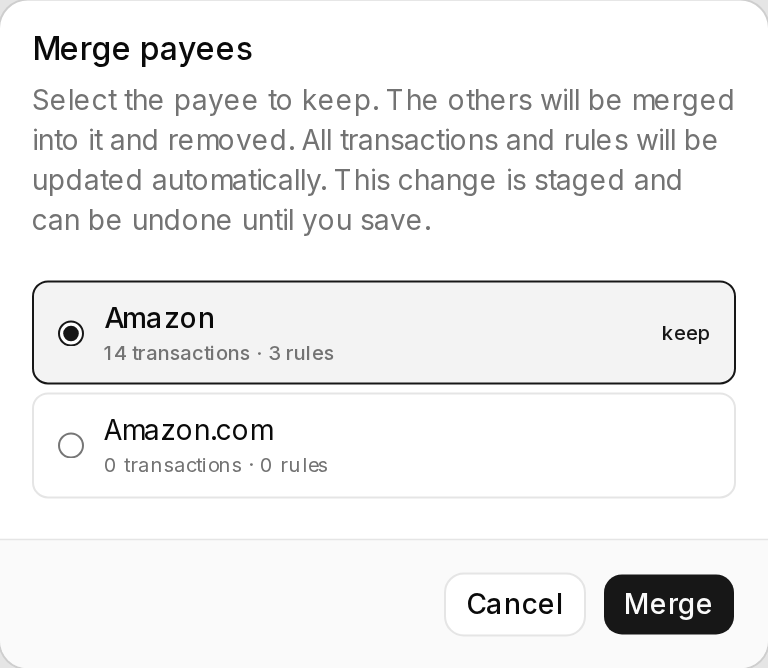 Merge payees
Select the payee to keep. The others will be merged
into it and removed. All transactions and rules will be
updated automatically. This change is staged and
can be undone until you save.
Amazon
14 transactions · 3 rules
keep
Amazon.com
0 transactions · 0 rules
Cancel
Merge